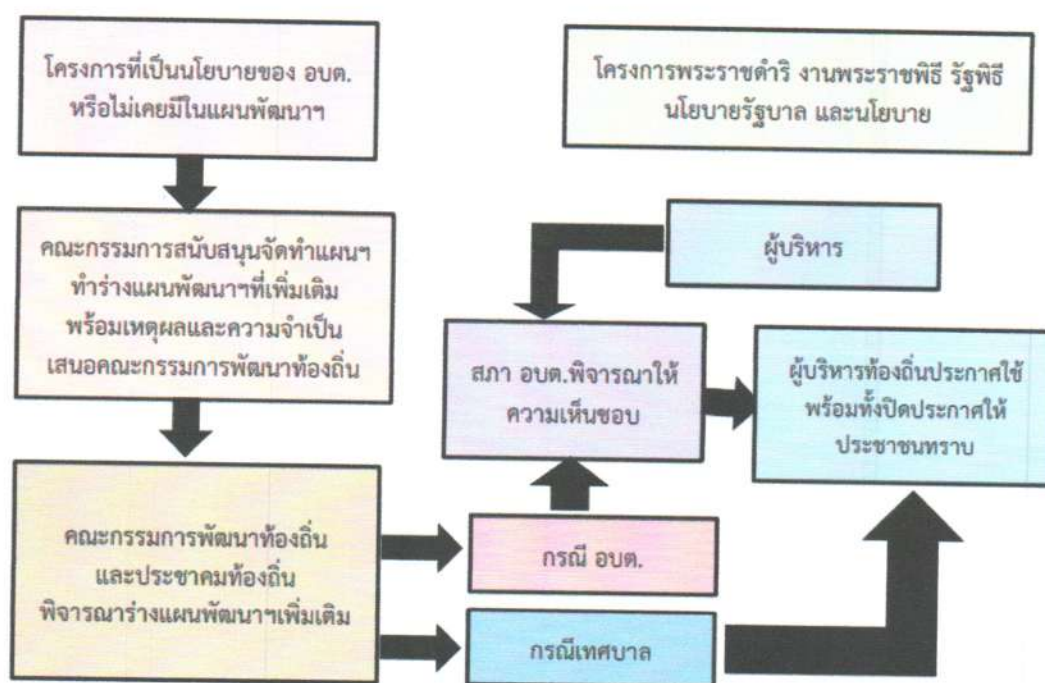 โครงการที่เป็นนโยบายของ อบต.
หรือไม่เคยมีในแผนพัฒนาฯ
โครงการพระราชดำริ งานพระราชพิธี รัฐพิธี
นโยบายรัฐบาล และนโยบาย
คณะกรรมการสนับสนุนจัดทำแผนฯ
ทำร่างแผนพัฒนาฯที่เพิ่มเติม
พร้อมเหตุผลและความจำเป็น
เสนอคณะกรรมการพัฒนาท้องถิ่น
ผู้บริหาร
สภา อบต.พิจารณาให้
ความเห็นชอบ
ผู้บริหารท้องถิ่นประกาศใช้
พร้อมทั้งปิดประกาศให้
ประชาชนทราบ
คณะกรรมการพัฒนาท้องถิ่น
และประชาคมท้องถิ่น
พิจารณาร่างแผนพัฒนาฯเพิ่มเติม
กรณี อบต.
กรณีเทศบาล